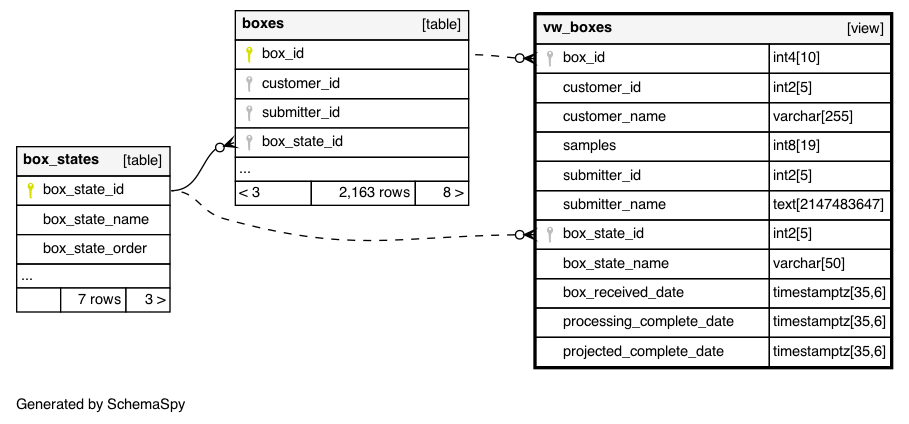 boxes [table]
box_id
customer_id
submitter_id
box_state_id
...
< 3 2,163 rows 8 >
box_states [table]
box_state_id
box_state_name
box_state_order
...
7 rows 3 >
vw_boxes [view]
box_id int4[10]
customer_id int2[5]
customer_name varchar[255]
samples int8[19]
submitter_id int2[5]
submitter_name text[2147483647]
box_state_id int2[5]
box_state_name varchar[50]
box_received_date timestamptz[35,6]
processing_complete_date timestamptz[35,6]
projected_complete_date timestamptz[35,6]
Generated by SchemaSpy